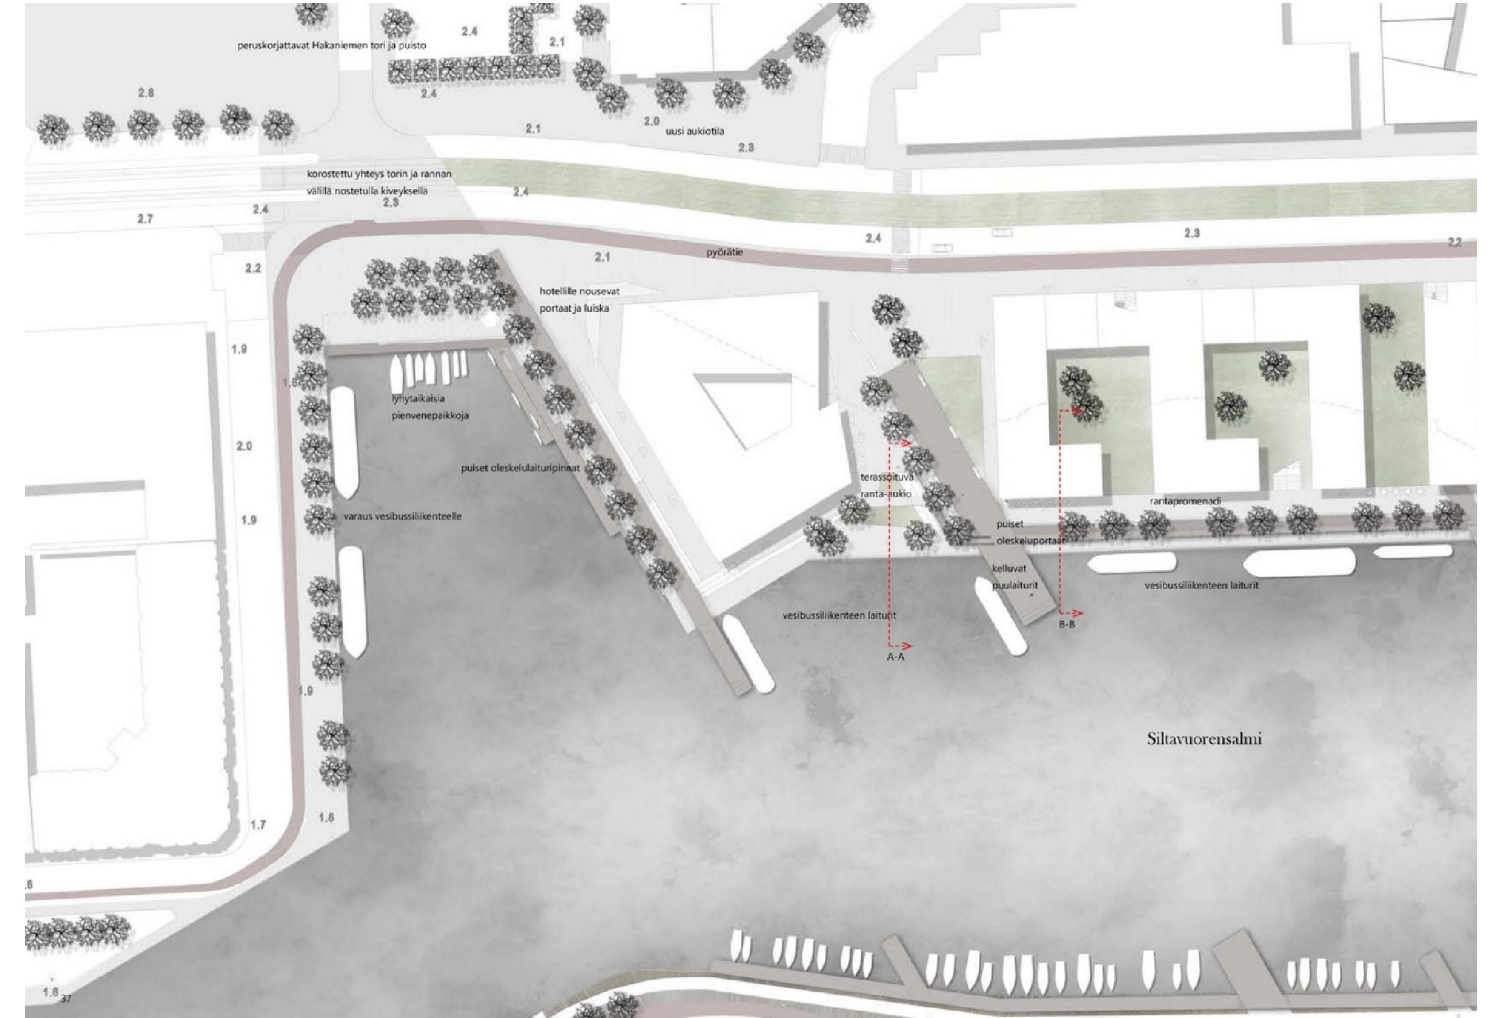 2.4
2.1
peruskorjattavat Hakaniemen tori ja puisto
2.8
2.4
2.0
2.1
uusi aukiotila
2.3
korostettu yhteys torin ja rannan
välillä nostetulla kiveyksellä
2.3
2.4
2.4
2.7
2.4
2.3
2.2
2.1
pyörätie
2.2
hotellille nousevat
portaat ja luiska
1.9
1.8
lyhytaikaisia
pienvenepaikkoja
2.0
puiset oleskelulaituripinnat
terassoituva
ranta-aukio
rantapromenadi
1.9
varaus vesibussiliikenteelle
puiset
oleskeluportaat
kelluvat
puulaiturit
vesibussiliikenteen laiturit
vesibussiliikenteen laiturit
B-B
A-A
1.9
Siltavuorensalmi
1.7
1.8
1.6
37